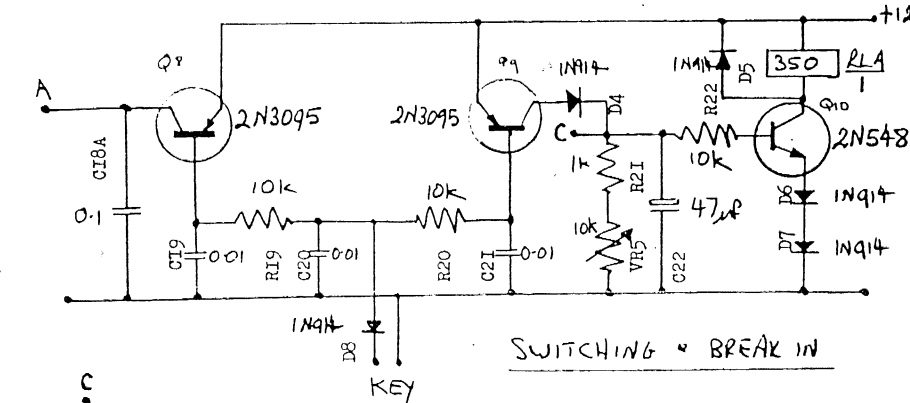 +12
Q8
Q9
1N914
1N914
D5
350
RLA
1
A
2N3095
2N3095
D4
R22
Q10
C
2N548
C18A
10k
10k
1k
R21
10k
D6
1N914
0.1
47µF
C19
0.01
R19
C20
0.01
R20
C21
0.01
10k
VR5
C22
D7
1N914
1N914
D8
SWITCHING & BREAK IN
KEY
C